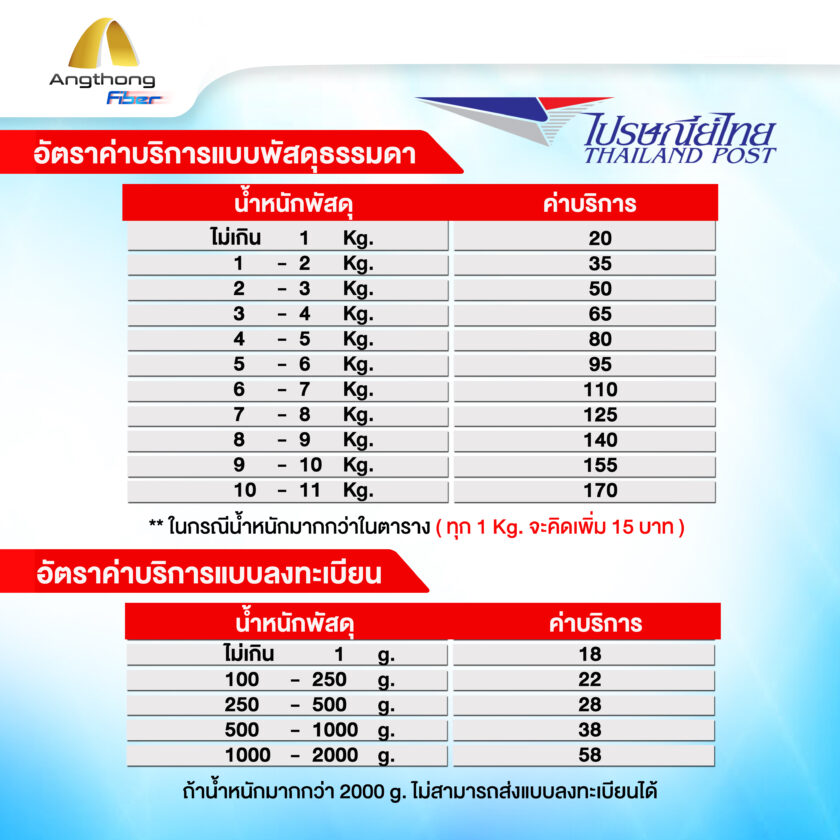 Angthong
Fiber
ไปรษณีย์ไทย
THAILAND POST
อัตราค่าบริการแบบพัสดุธรรมดา
น้ำหนักพัสดุ ค่าบริการ
ไม่เกิน 1 Kg. 20
1 - 2 Kg. 35
2 - 3 Kg. 50
3 - 4 Kg. 65
4 - 5 Kg. 80
5 - 6 Kg. 95
6 - 7 Kg. 110
7 - 8 Kg. 125
8 - 9 Kg. 140
9 - 10 Kg. 155
10 - 11 Kg. 170
** ในกรณีน้ำหนักมากกว่าในตาราง ( ทุก 1 Kg. จะคิดเพิ่ม 15 บาท )
อัตราค่าบริการแบบลงทะเบียน
น้ำหนักพัสดุ ค่าบริการ
ไม่เกิน 1 g. 18
100 - 250 g. 22
250 - 500 g. 28
500 - 1000 g. 38
1000 - 2000 g. 58
ถ้าน้ำหนักมากกว่า 2000 g. ไม่สามารถส่งแบบลงทะเบียนได้